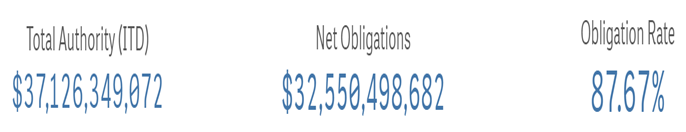 Total Authority (ITD)
$37,126,349,072
Net Obligations
$32,550,498,682
Obligation Rate
87.67%